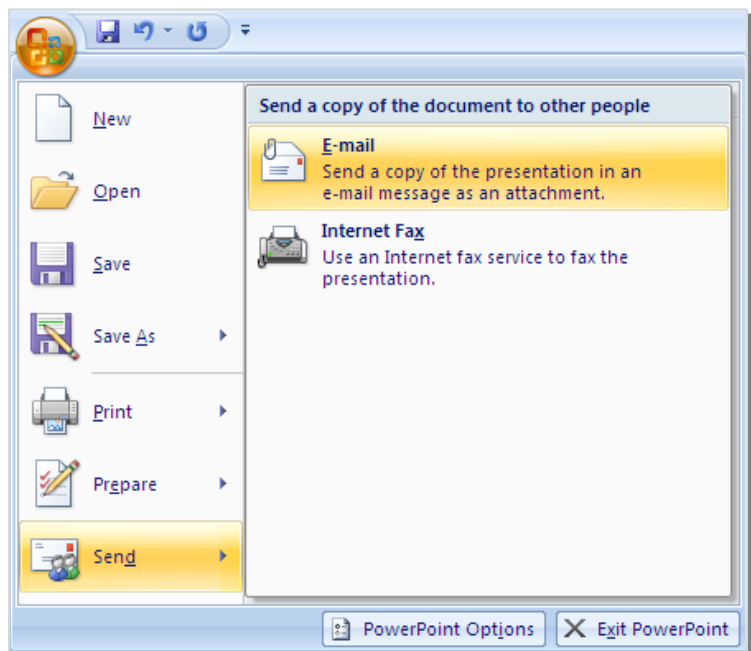 New
Open
Save
Save As
Print
Prepare
Send
Send a copy of the document to other people
E-mail
Send a copy of the presentation in an
e-mail message as an attachment.
Internet Fax
Use an Internet fax service to fax the
presentation.
PowerPoint Options
Exit PowerPoint